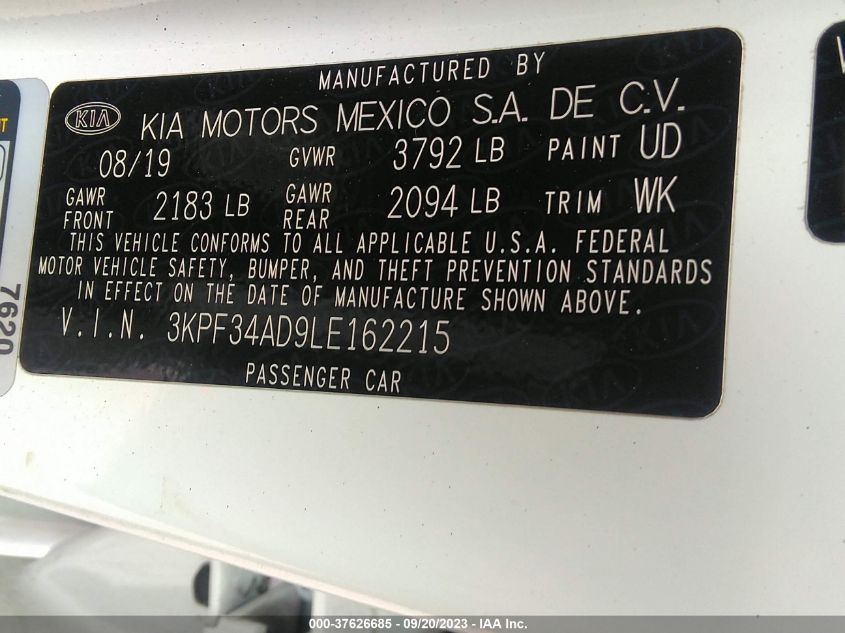 MANUFACTURED BY
KIA KIA MOTORS MEXICO S.A. DE C.V.
08/19 GVWR 3792 LB PAINT UD
GAWR FRONT 2183 LB GAWR REAR 2094 LB TRIM WK
THIS VEHICLE CONFORMS TO ALL APPLICABLE U.S.A. FEDERAL
MOTOR VEHICLE SAFETY, BUMPER, AND THEFT PREVENTION STANDARDS
IN EFFECT ON THE DATE OF MANUFACTURE SHOWN ABOVE.
V.I.N. 3KPF34AD9LE162215
PASSENGER CAR
7620
000-37626685 - 09/20/2023 - IAA Inc.